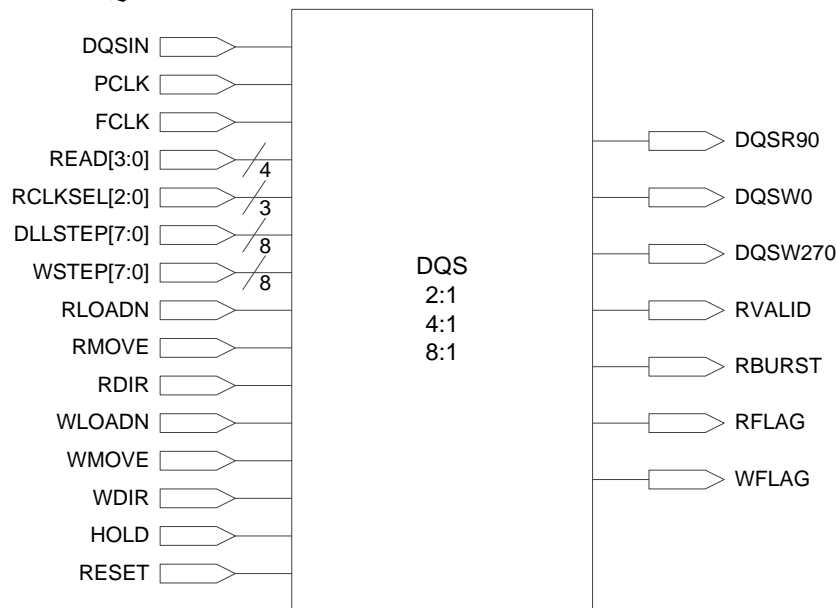 DQSIN
PCLK
FCLK
READ[3:0]
4
RCLKSEL[2:0]
3
DLLSTEP[7:0]
8
WSTEP[7:0]
8
RLOADN
RMOVE
RDIR
WLOADN
WMOVE
WDIR
HOLD
RESET
DQS
2:1
4:1
8:1
DQSR90
DQSW0
DQSW270
RVALID
RBURST
RFLAG
WFLAG